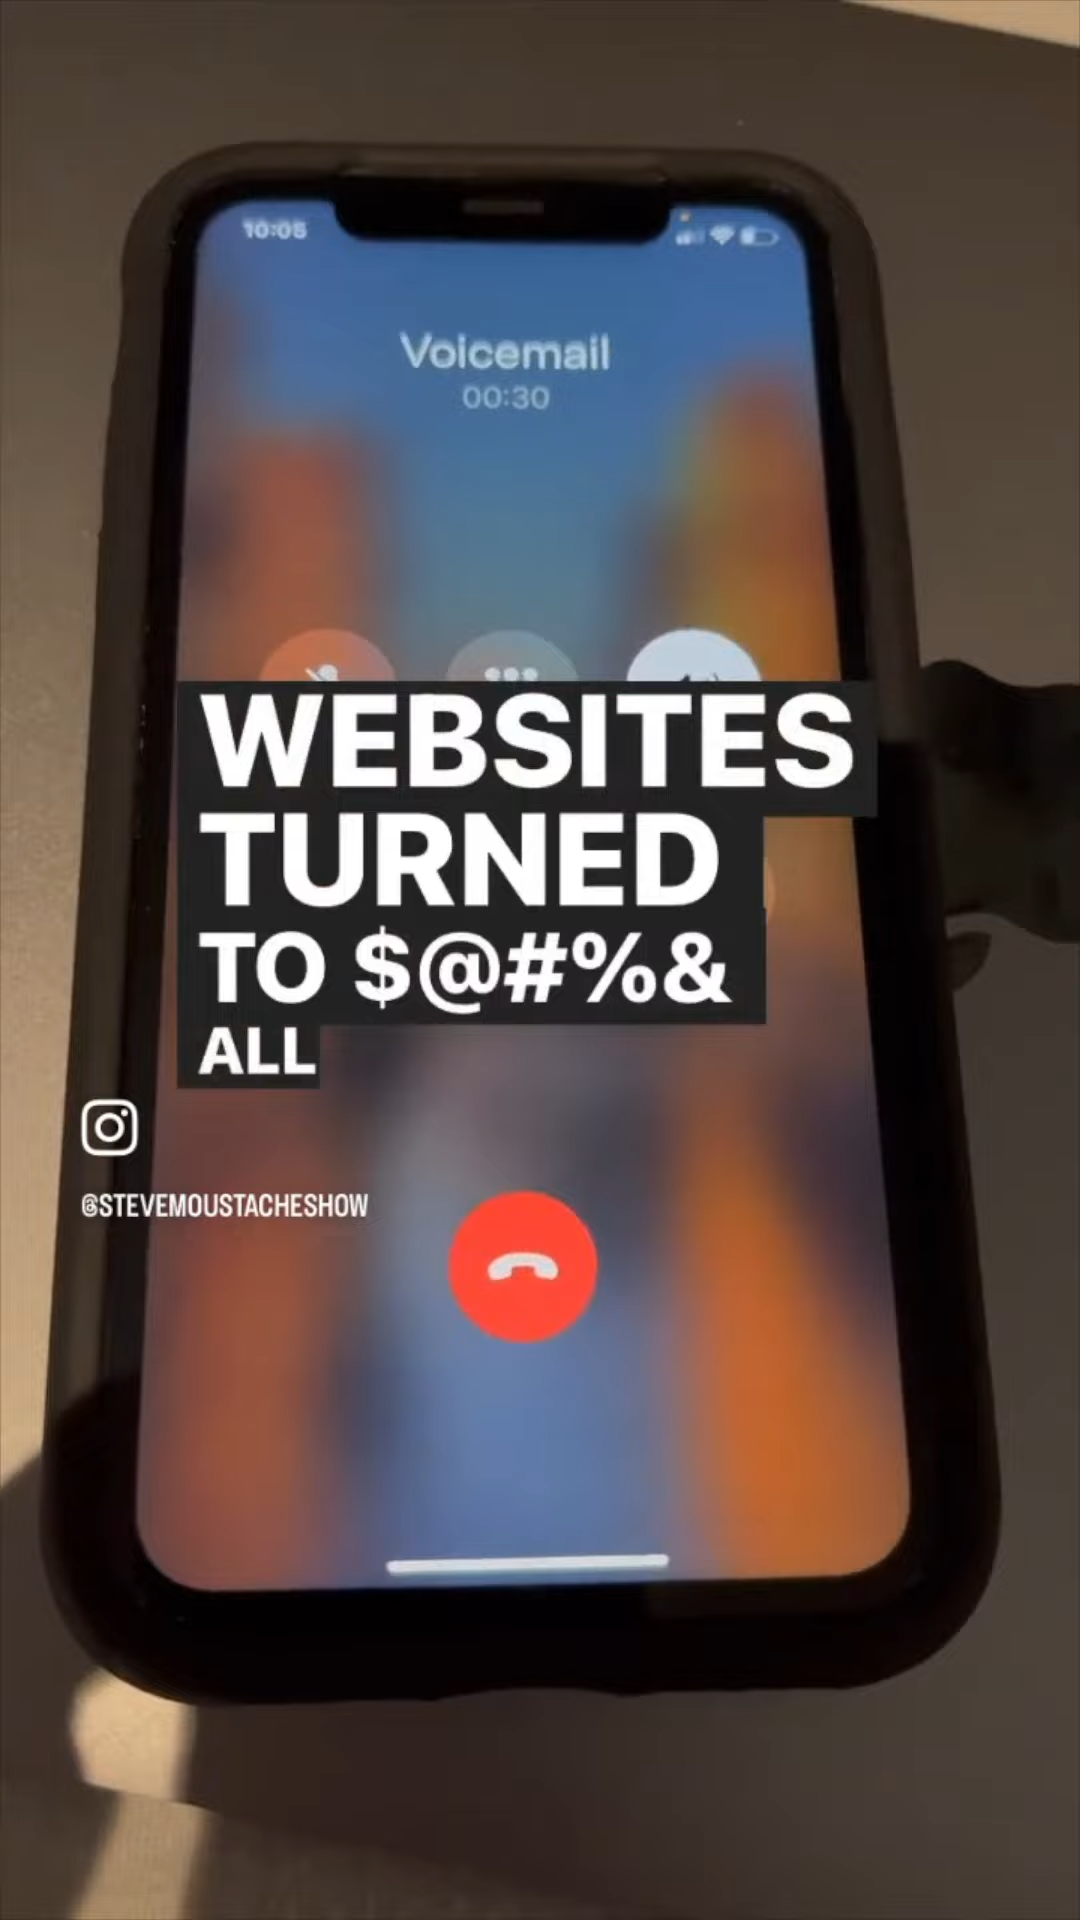 10:05
Voicemail
00:30
WEBSITES
TURNED
TO $@#%&
ALL
@STEVEMOUSTACHESHOW